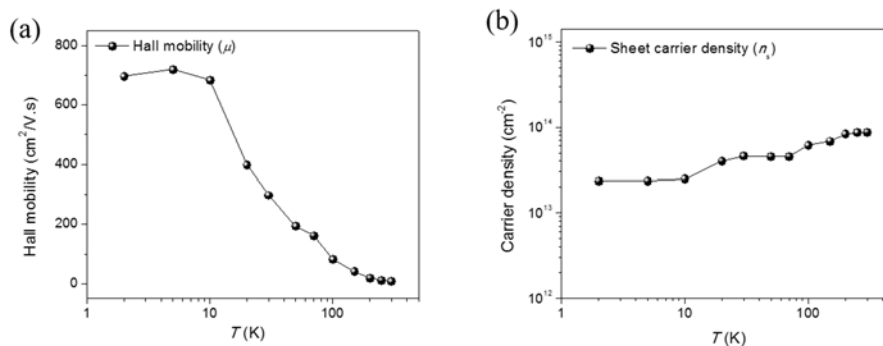 (a)
Hall mobility (μ)
Hall mobility (cm²/V.s)
800
600
400
200
0
1
10
100
T (K)
(b)
Sheet carrier density (nₛ)
Carrier density (cm⁻²)
10¹⁵
10¹⁴
10¹³
10¹²
1
10
100
T (K)